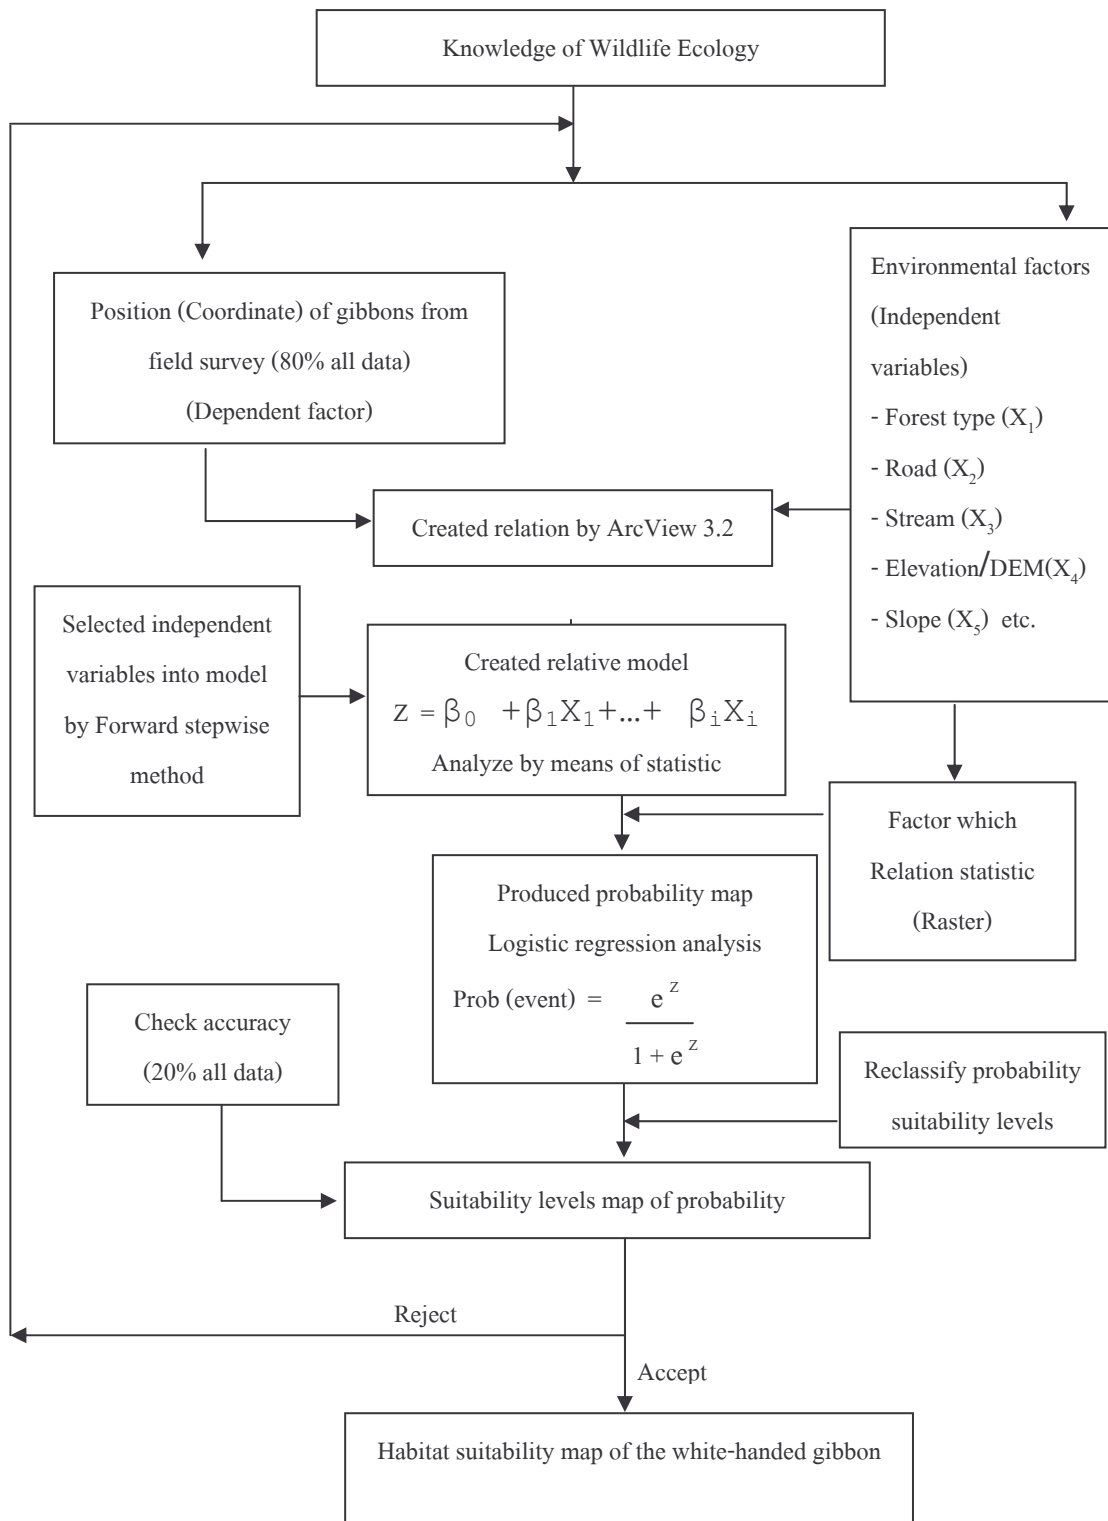 Knowledge of Wildlife Ecology
Position (Coordinate) of gibbons from
field survey (80% all data)
(Dependent factor)
Environmental factors
(Independent
variables)
- Forest type (X₁)
- Road (X₂)
- Stream (X₃)
- Elevation/DEM(X₄)
- Slope (X₅) etc.
Created relation by ArcView 3.2
Selected independent
variables into model
by Forward stepwise
method
Created relative model
Z = β₀ +β₁X₁+...+ βᵢXᵢ
Analyze by means of statistic
Factor which
Relation statistic
(Raster)
Produced probability map
Logistic regression analysis
Prob (event) = e^Z
1 + e^Z
Check accuracy
(20% all data)
Reclassify probability
suitability levels
Suitability levels map of probability
Reject
Accept
Habitat suitability map of the white-handed gibbon